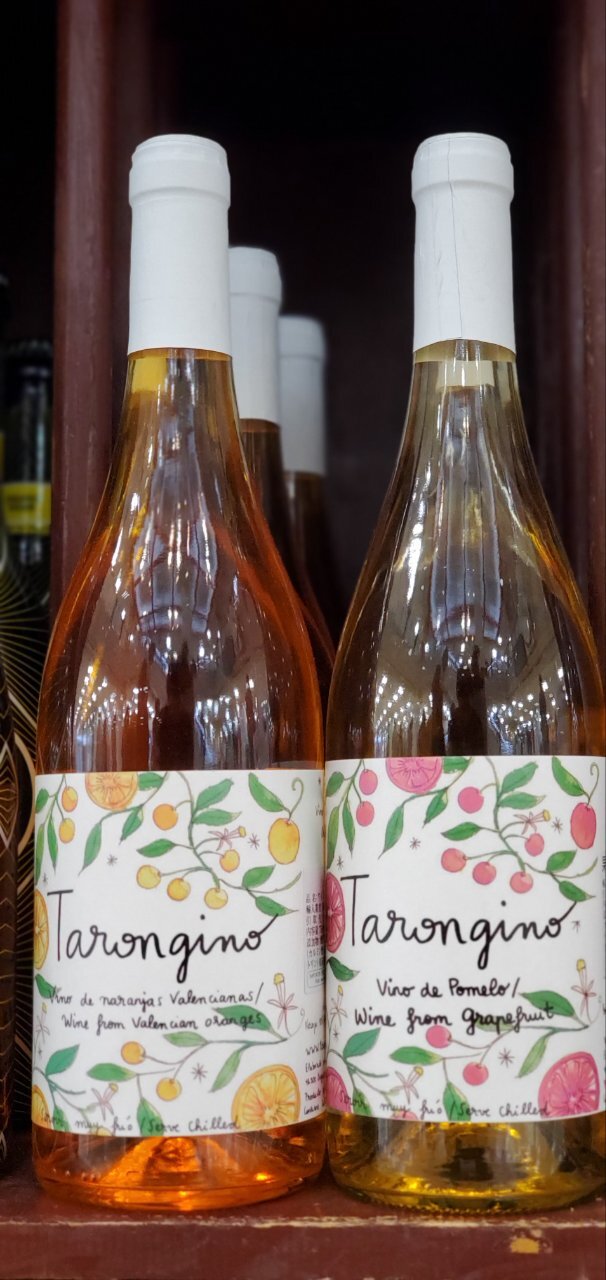 Tarongino
Vino de naranjas Valencianas/
Wine from Valencian oranges
muy frío/Serve Chilled
Tarongino
Vino de Pomelo/
Wine from grapefruit
muy frío/Serve Chilled